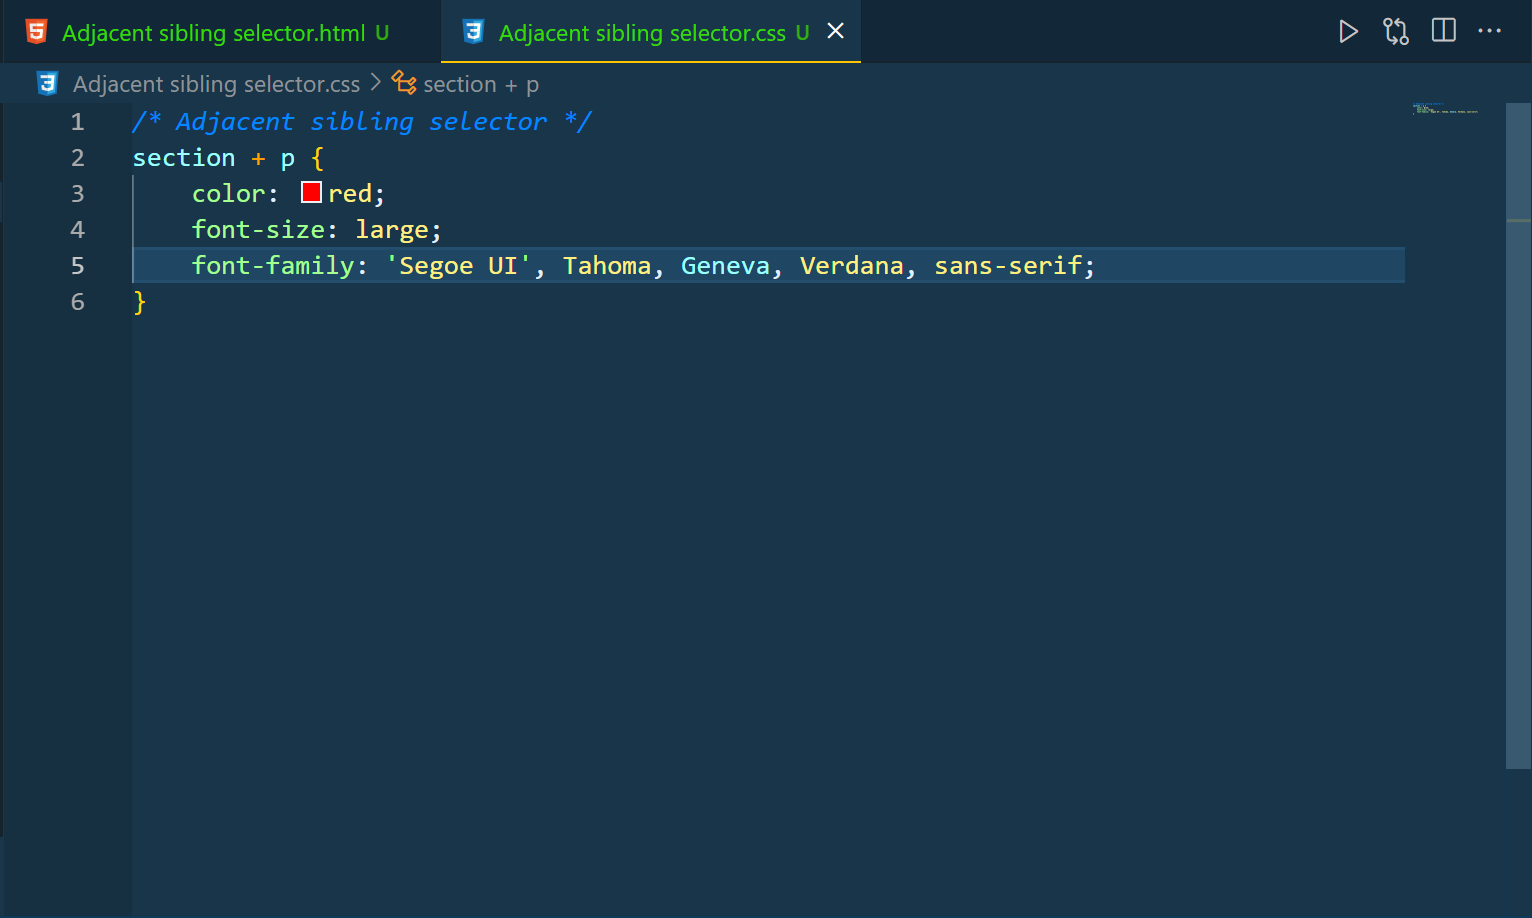 Adjacent sibling selector.html U Adjacent sibling selector.css U
Adjacent sibling selector.css > section + p
1 /* Adjacent sibling selector */
2 section + p {
3     color: red;
4     font-size: large;
5     font-family: 'Segoe UI', Tahoma, Geneva, Verdana, sans-serif;
6 }